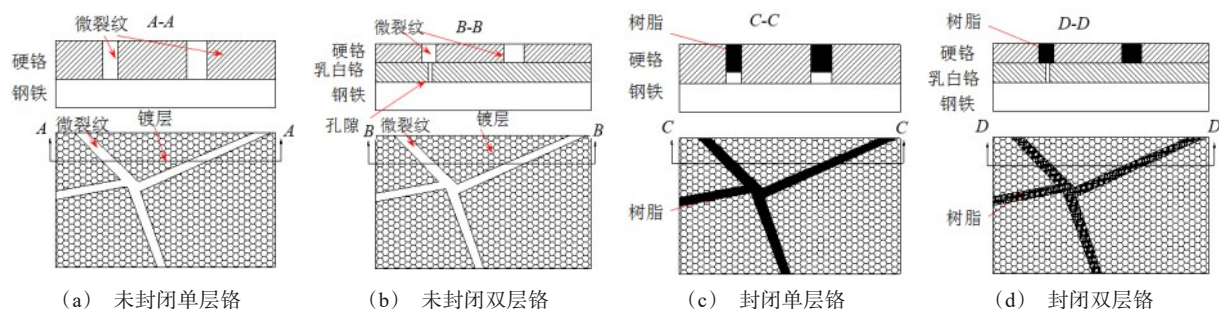 微裂纹 A-A
硬铬
钢铁
A 微裂纹 镀层 A
(a) 未封闭单层铬
微裂纹 B-B
硬铬
乳白铬
钢铁
孔隙
B 微裂纹 镀层 B
(b) 未封闭双层铬
树脂 C-C
硬铬
钢铁
C C
树脂
(c) 封闭单层铬
树脂 D-D
硬铬
乳白铬
钢铁
D D
树脂
(d) 封闭双层铬